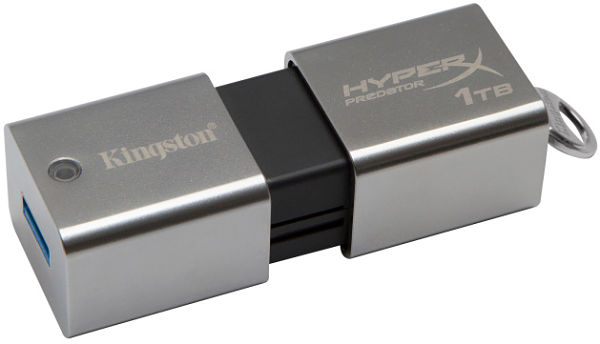 Kingston®
HYPERX
PREDATOR
1TB